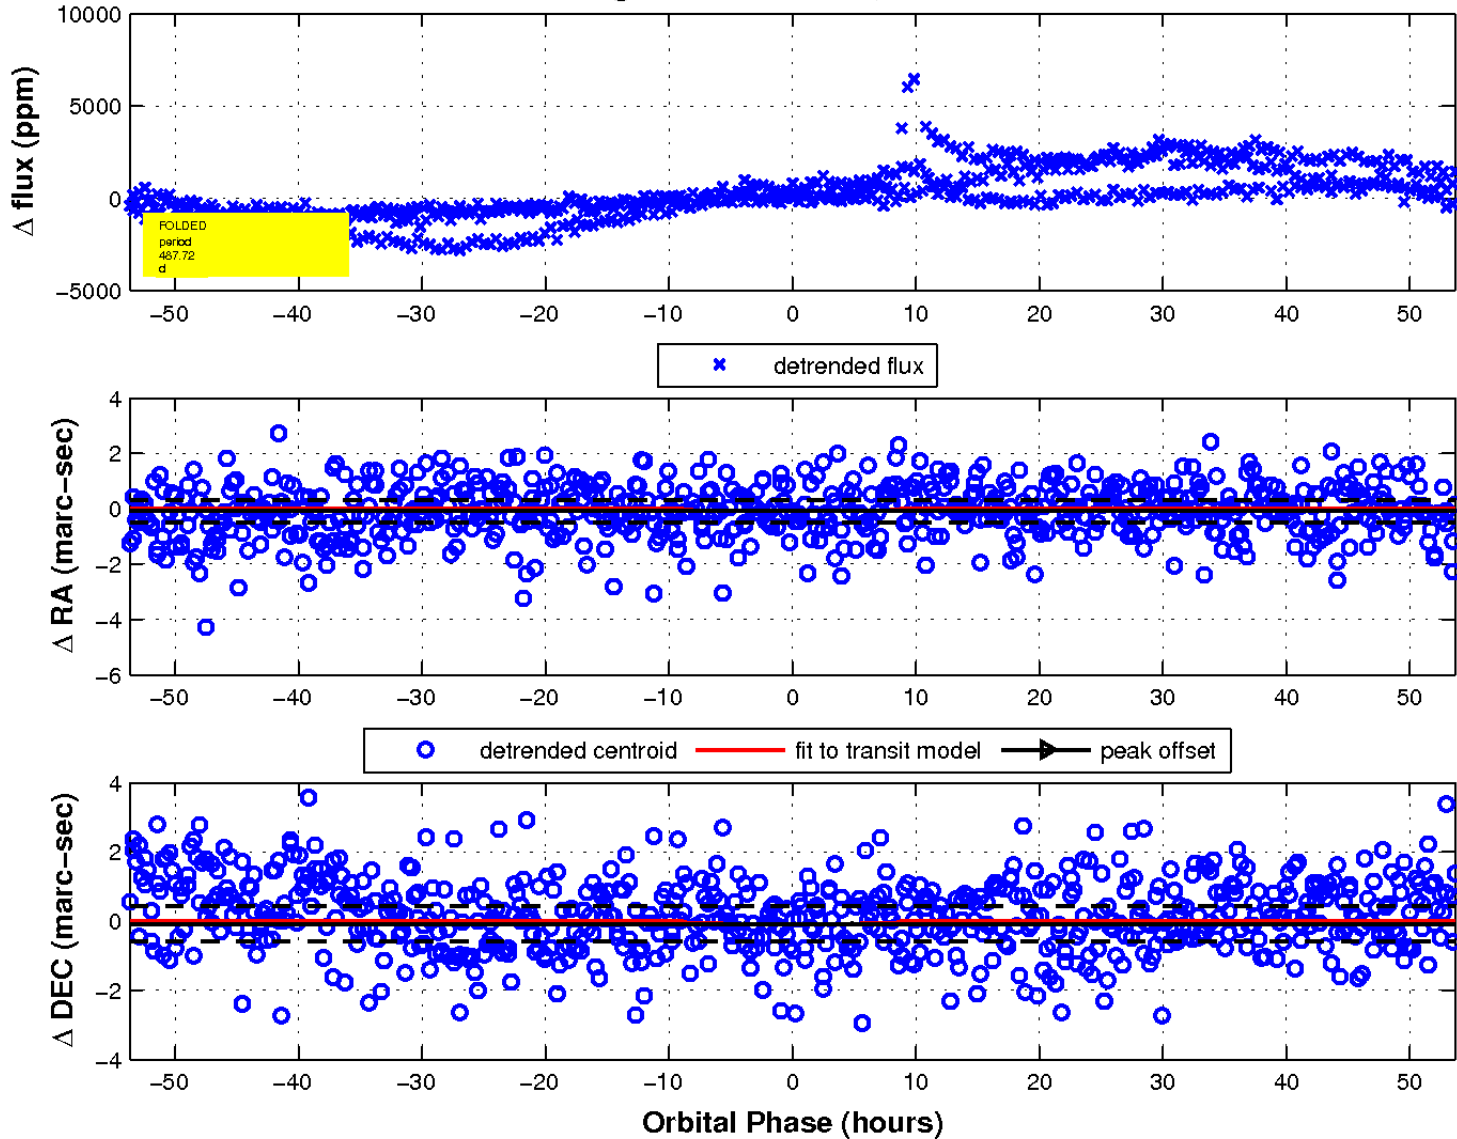 10000
5000
0
−5000
Δ flux (ppm)
FOLDED
period
487.72
d
−50 −40 −30 −20 −10 0 10 20 30 40 50
detrended flux
4
2
0
−2
−4
−6
Δ RA (marc−sec)
−50 −40 −30 −20 −10 0 10 20 30 40 50
detrended centroid fit to transit model peak offset
4
2
0
−2
−4
Δ DEC (marc−sec)
−50 −40 −30 −20 −10 0 10 20 30 40 50
Orbital Phase (hours)